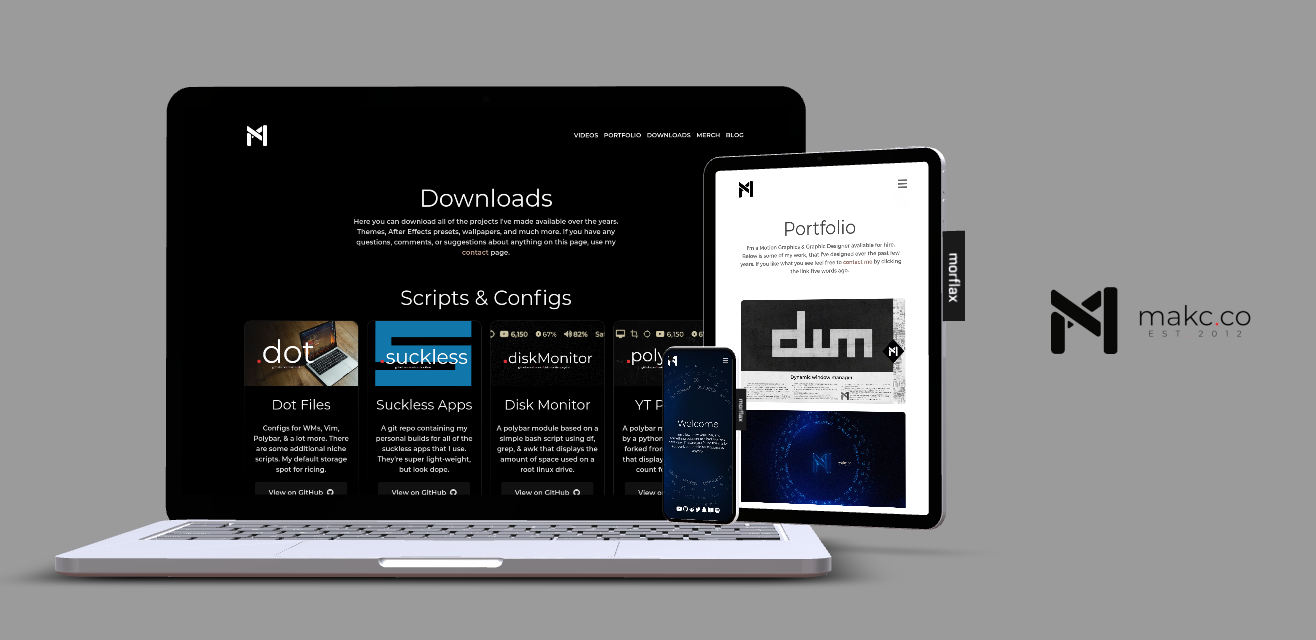 VIDEOS PORTFOLIO DOWNLOADS MERCH BLOG
Downloads
Here you can download all of the projects I've made available over the years.
Themes, After Effects presets, wallpapers, and much more. If you have any
questions, comments, or suggestions about anything on this page, use my
contact page.
Scripts & Configs
.dot
Dot Files
Configs for WMs, Vim,
Polybar, & a lot more. There
are some additional niche
scripts. My default storage
spot for ricing.
View on GitHub
.suckless
Suckless Apps
A git repo containing my
personal builds for all of the
suckless apps that I use.
They're super light-weight,
but look dope.
View on GitHub
6,150 67% 82% Sat
.diskMonitor
Disk Monitor
A polybar module based on a
simple bash script using df,
grep, & awk that displays the
amount of space used on a
root linux drive.
View on GitHub
6,150 6
.poly
YT P
A polybar m
by a python
forked from
that display
count f
View on
Portfolio
I'm a Motion Graphics & Graphic Designer available for hire.
Below is some of my work, that I've designed over the past few
years. If you like what you see feel free to contact me by clicking
the link five words ago.
dwm
Dynamic window manager
Welcome
morflax
morflax
makc.co
EST 2012